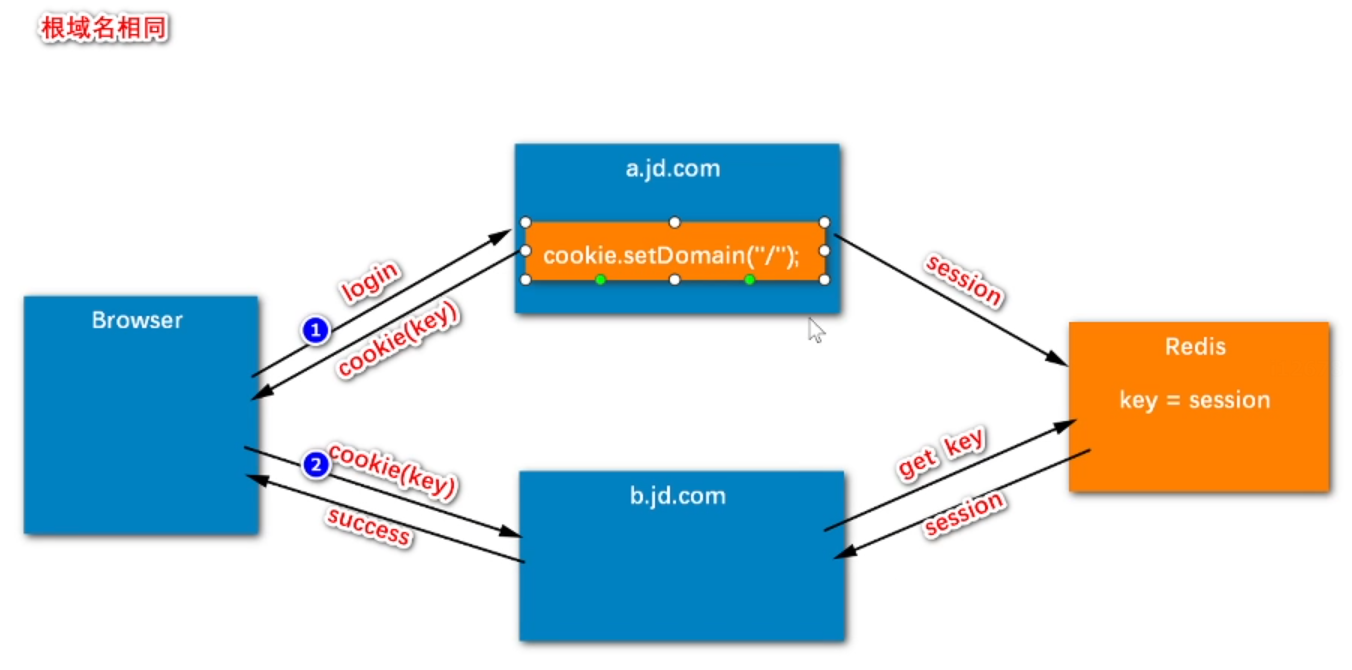 根域名相同
a.jd.com
cookie.setDomain("/");
login
session
1
cookie(key)
Browser
Redis
key = session
2
cookie(key)
get key
success
b.jd.com
session